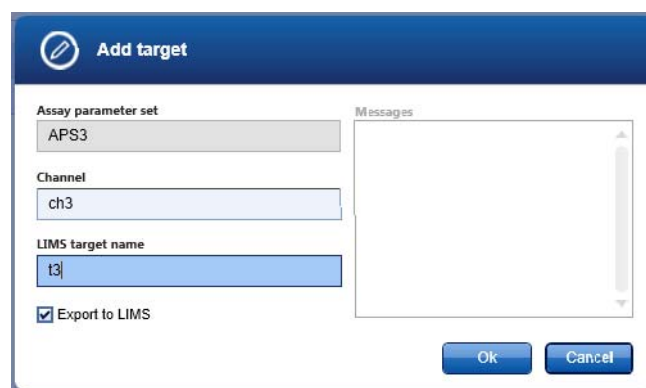 Add target
Assay parameter set
APS3
Channel
ch3
LIMS target name
t3
Export to LIMS
Messages
Ok
Cancel